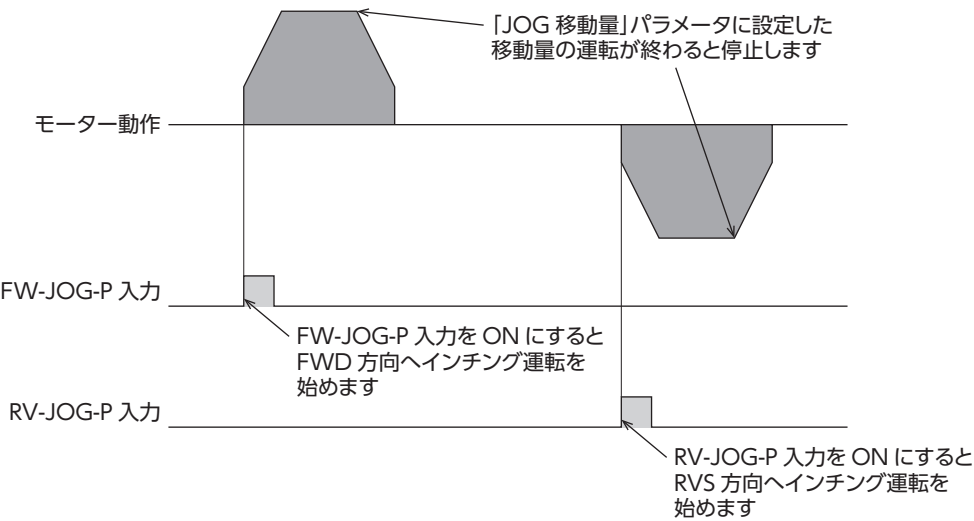 「JOG 移動量」パラメータに設定した
移動量の運転が終わると停止します
モーター動作
FW-JOG-P 入力
FW-JOG-P 入力を ON にすると
FWD 方向へインチング運転を
始めます
RV-JOG-P 入力
RV-JOG-P 入力を ON にすると
RVS 方向へインチング運転を
始めます